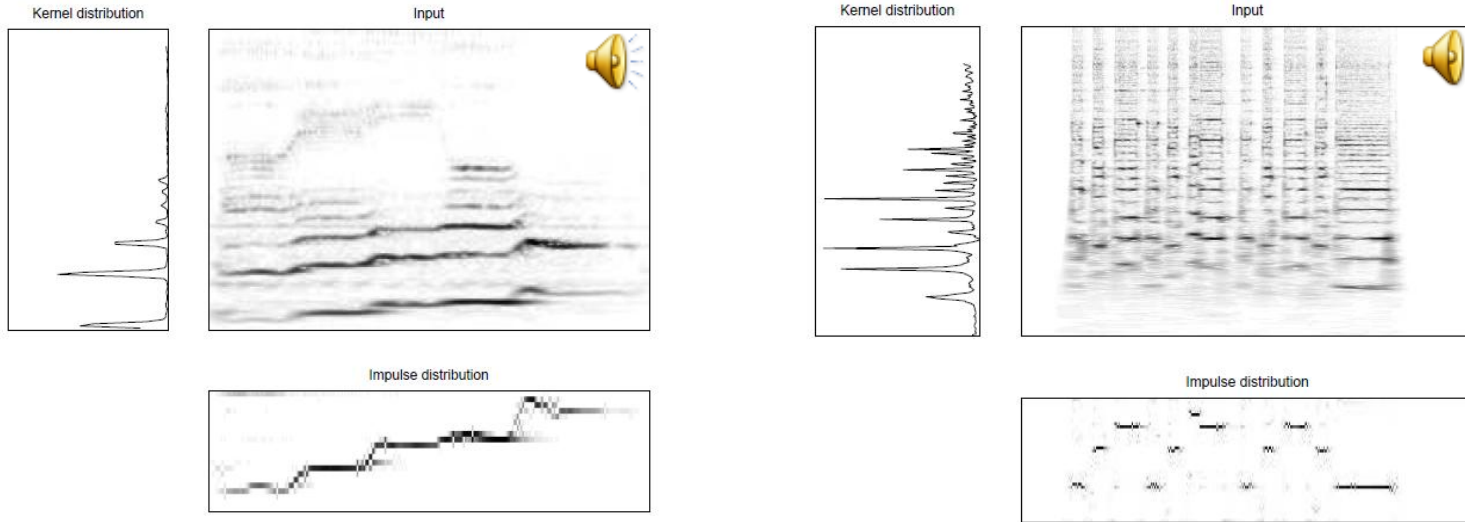 Kernel distribution
Input
Impulse distribution
Kernel distribution
Input
Impulse distribution